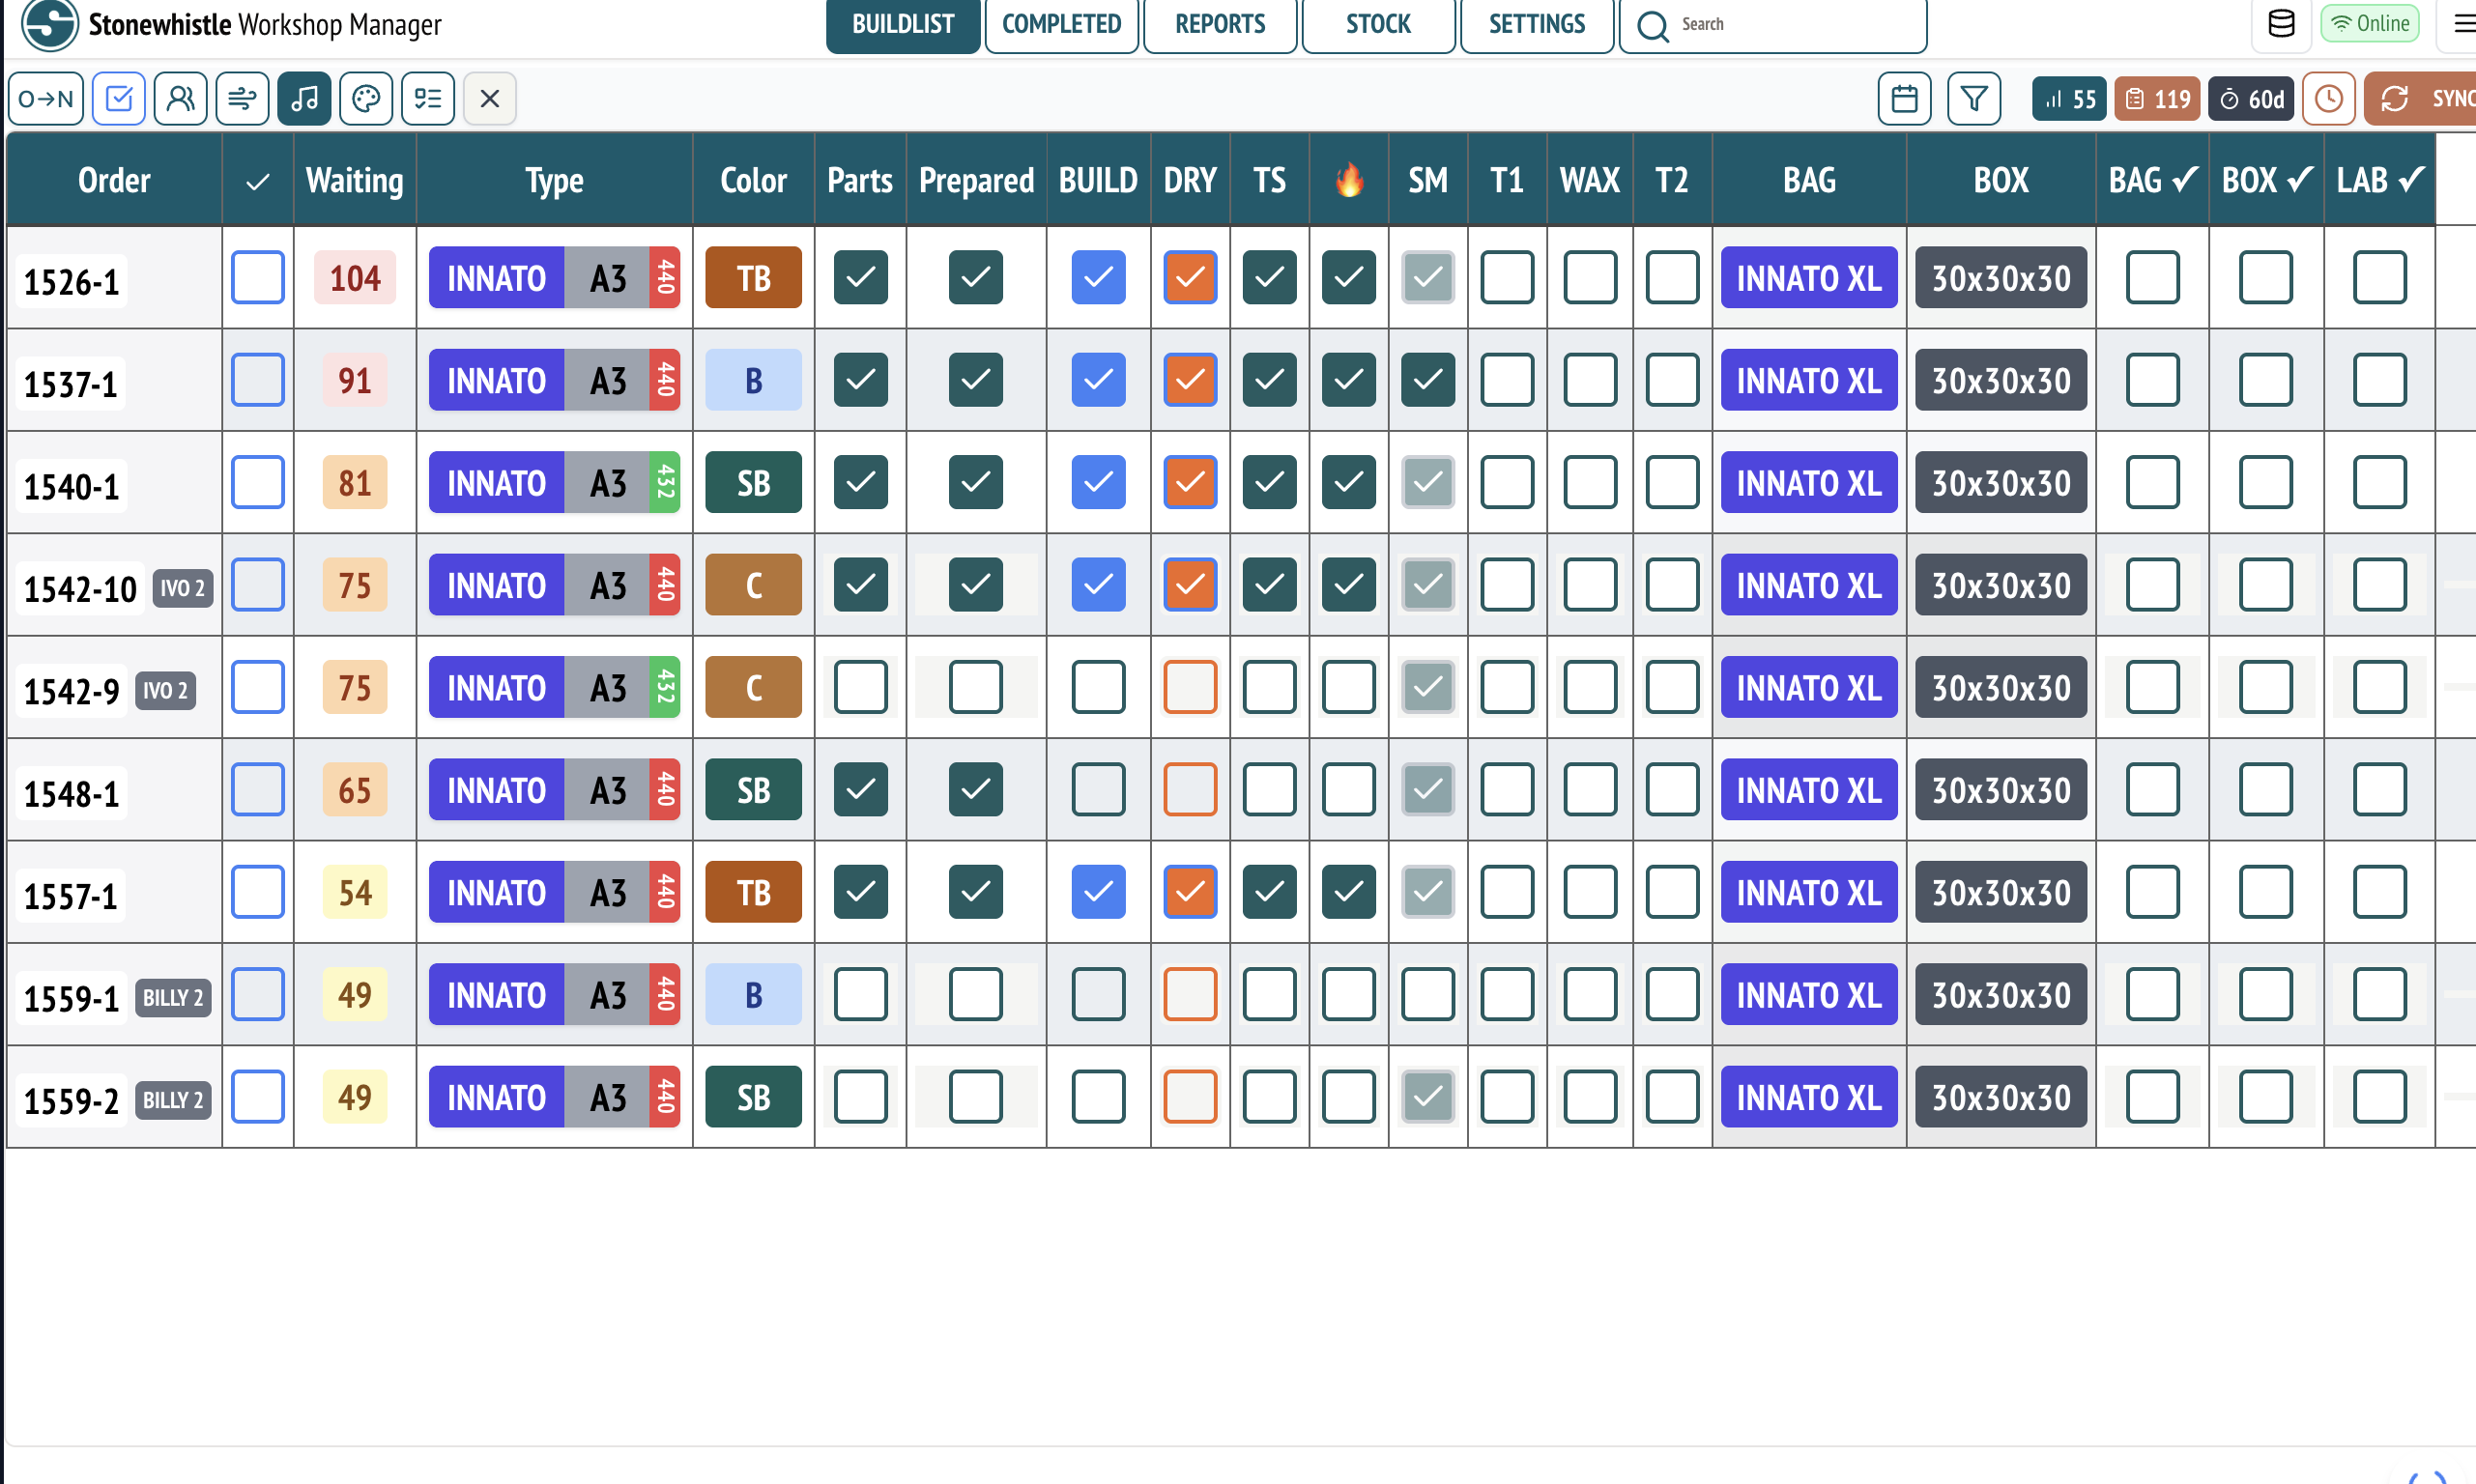 Stonewhistle Workshop Manager BUILDLIST COMPLETED REPORTS STOCK SETTINGS Search Online
O→N 55 119 60d SYNC
Order ✓ Waiting Type Color Parts Prepared BUILD DRY TS 🔥 SM T1 WAX T2 BAG BOX BAG ✓ BOX ✓ LAB ✓
1526-1 104 INNATO A3 440 TB INNATO XL 30x30x30
1537-1 91 INNATO A3 440 B INNATO XL 30x30x30
1540-1 81 INNATO A3 432 SB INNATO XL 30x30x30
1542-10 IVO 2 75 INNATO A3 440 C INNATO XL 30x30x30
1542-9 IVO 2 75 INNATO A3 432 C INNATO XL 30x30x30
1548-1 65 INNATO A3 440 SB INNATO XL 30x30x30
1557-1 54 INNATO A3 440 TB INNATO XL 30x30x30
1559-1 BILLY 2 49 INNATO A3 440 B INNATO XL 30x30x30
1559-2 BILLY 2 49 INNATO A3 440 SB INNATO XL 30x30x30